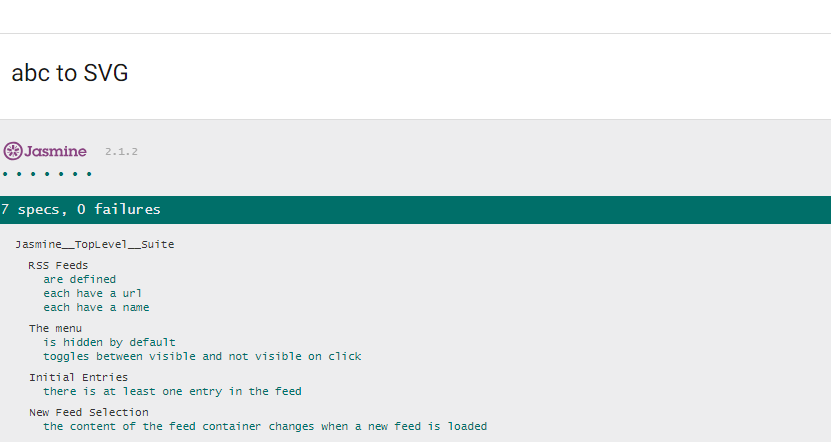 abc to SVG
Jasmine 2.1.2
7 specs, 0 failures
Jasmine__TopLevel__Suite
RSS Feeds
are defined
each have a url
each have a name
The menu
is hidden by default
toggles between visible and not visible on click
Initial Entries
there is at least one entry in the feed
New Feed Selection
the content of the feed container changes when a new feed is loaded